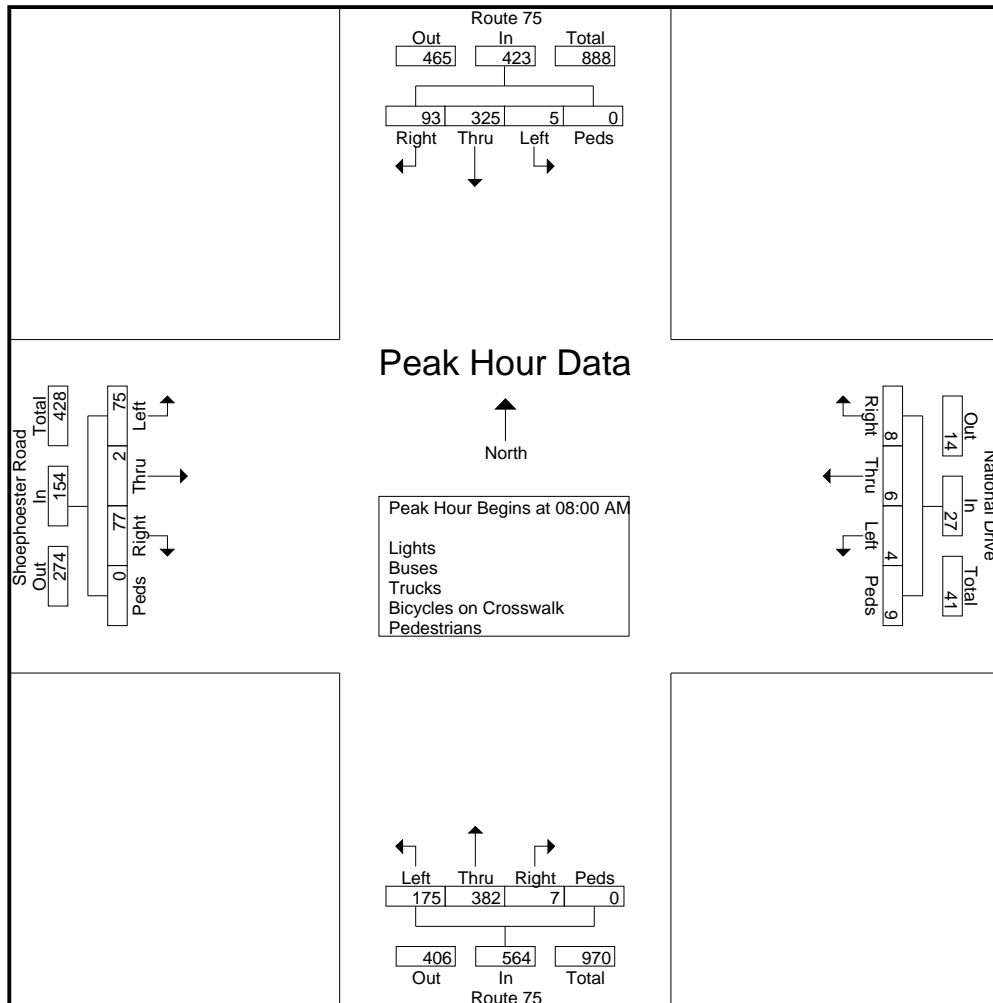 Route 75
Out In Total
465 423 888
93 325 5 0
Right Thru Left Peds
Peak Hour Data
North
Peak Hour Begins at 08:00 AM
Lights
Buses
Trucks
Bicycles on Crosswalk
Pedestrians
Shoephoester Road
Out In Total
274 154 428
75 2 77 0
Left Thru Right Peds
National Drive
Out In Total
14 27 41
8 6 4 9
Right Thru Left Peds
Left Thru Right Peds
175 382 7 0
406 564 970
Out In Total
Route 75